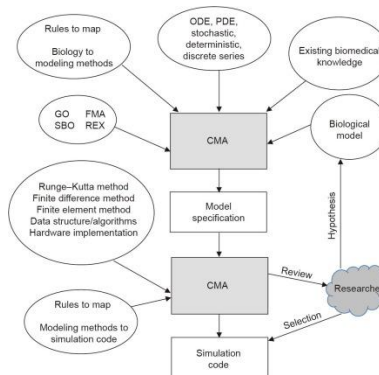 Rules to map
Biology to
modeling methods
ODE, PDE,
stochastic,
deterministic,
discrete series
Existing biomedical
knowledge
GO FMA
SBO REX
CMA
Biological
model
Runge–Kutta method
Finite difference method
Finite element method
Data structure/algorithms
Hardware implementation
Model
specification
Hypothesis
CMA
Review
Researcher
Rules to map
Modeling methods to
simulation code
Selection
Simulation
code